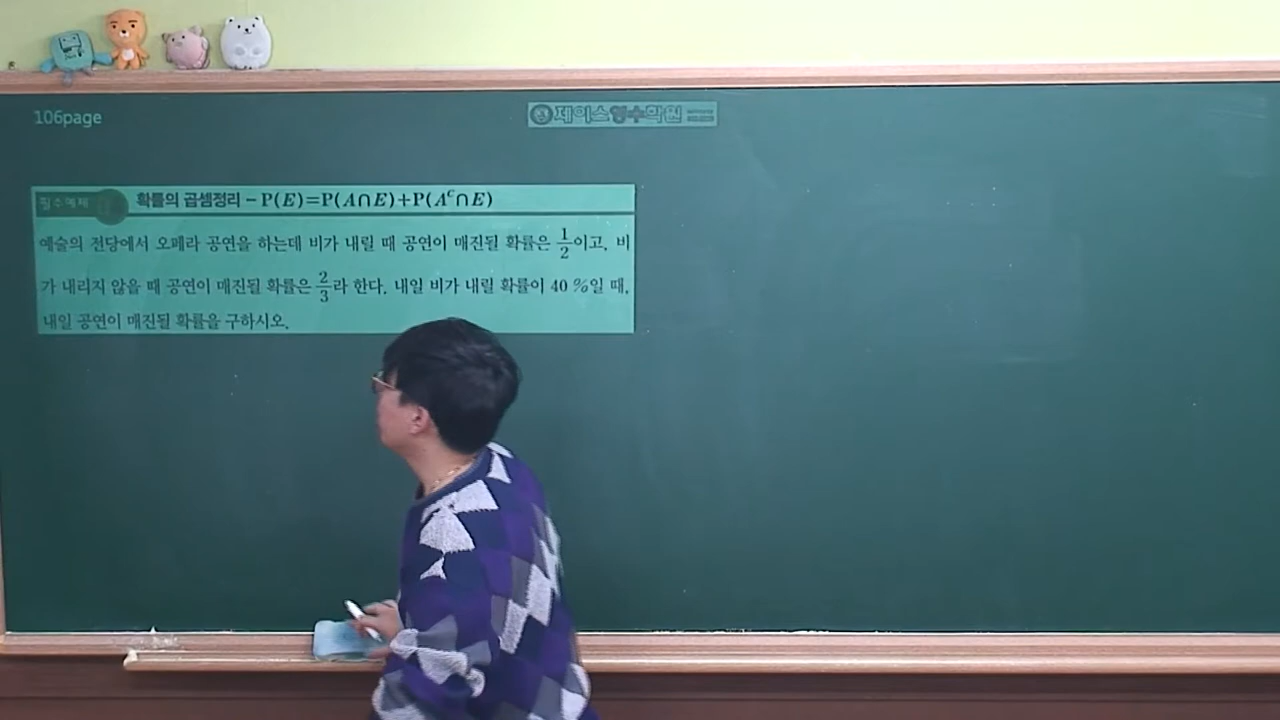 106page
제이스영수학원
필수예제
확률의 곱셈정리 – P(E)=P(A∩E)+P(Aᶜ∩E)
예술의 전당에서 오페라 공연을 하는데 비가 내릴 때 공연이 매진될 확률은 1/2이고, 비
가 내리지 않을 때 공연이 매진될 확률은 2/3라 한다. 내일 비가 내릴 확률이 40 %일 때,
내일 공연이 매진될 확률을 구하시오.